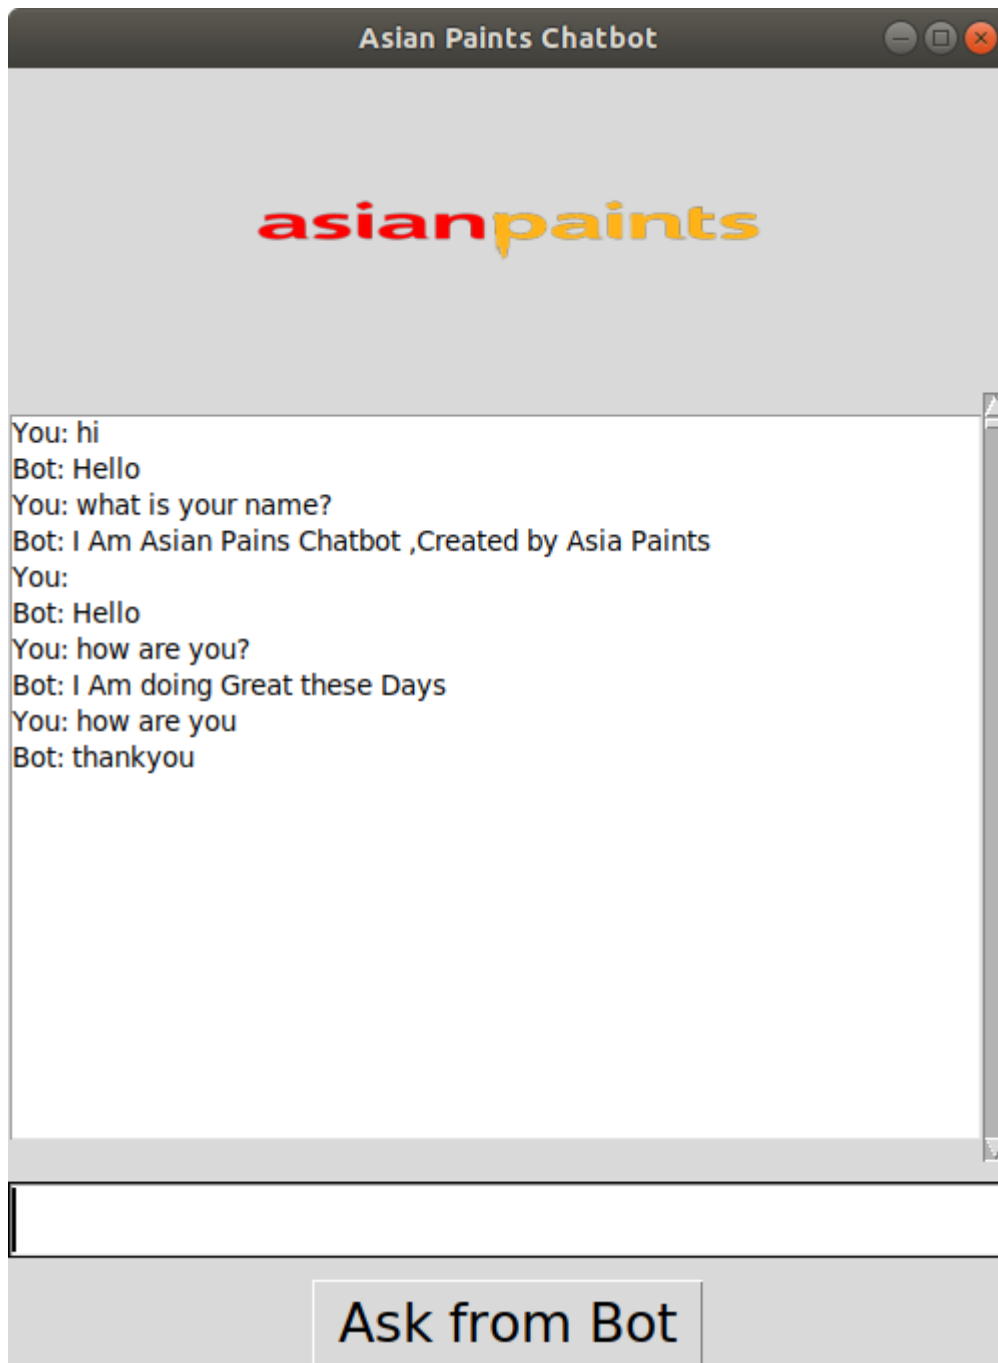 Asian Paints Chatbot
asianpaints
You: hi
Bot: Hello
You: what is your name?
Bot: I Am Asian Pains Chatbot ,Created by Asia Paints
You:
Bot: Hello
You: how are you?
Bot: I Am doing Great these Days
You: how are you
Bot: thankyou
Ask from Bot